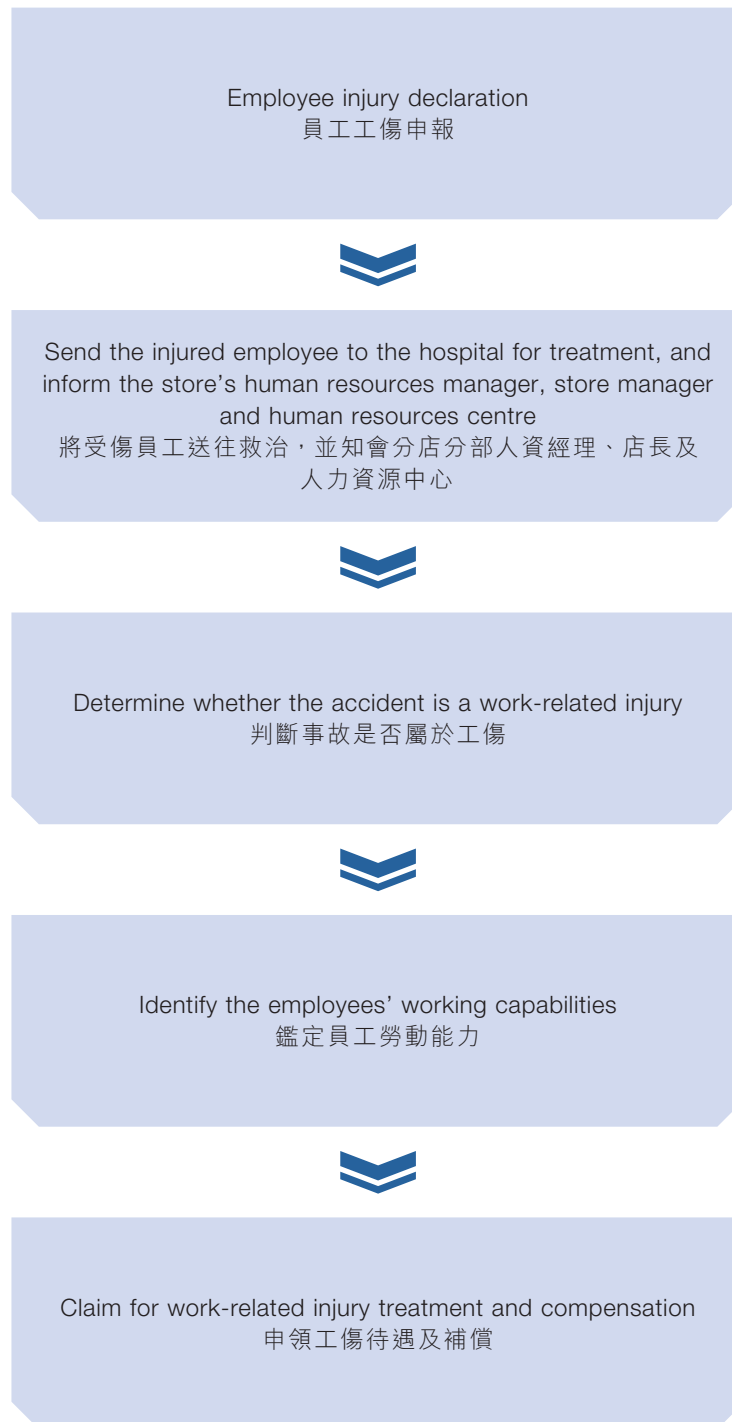 Employee injury declaration
員工工傷申報
Send the injured employee to the hospital for treatment, and
inform the store’s human resources manager, store manager
and human resources centre
將受傷員工送往救治，並知會分店分部人資經理、店長及
人力資源中心
Determine whether the accident is a work-related injury
判斷事故是否屬於工傷
Identify the employees’ working capabilities
鑑定員工勞動能力
Claim for work-related injury treatment and compensation
申領工傷待遇及補償